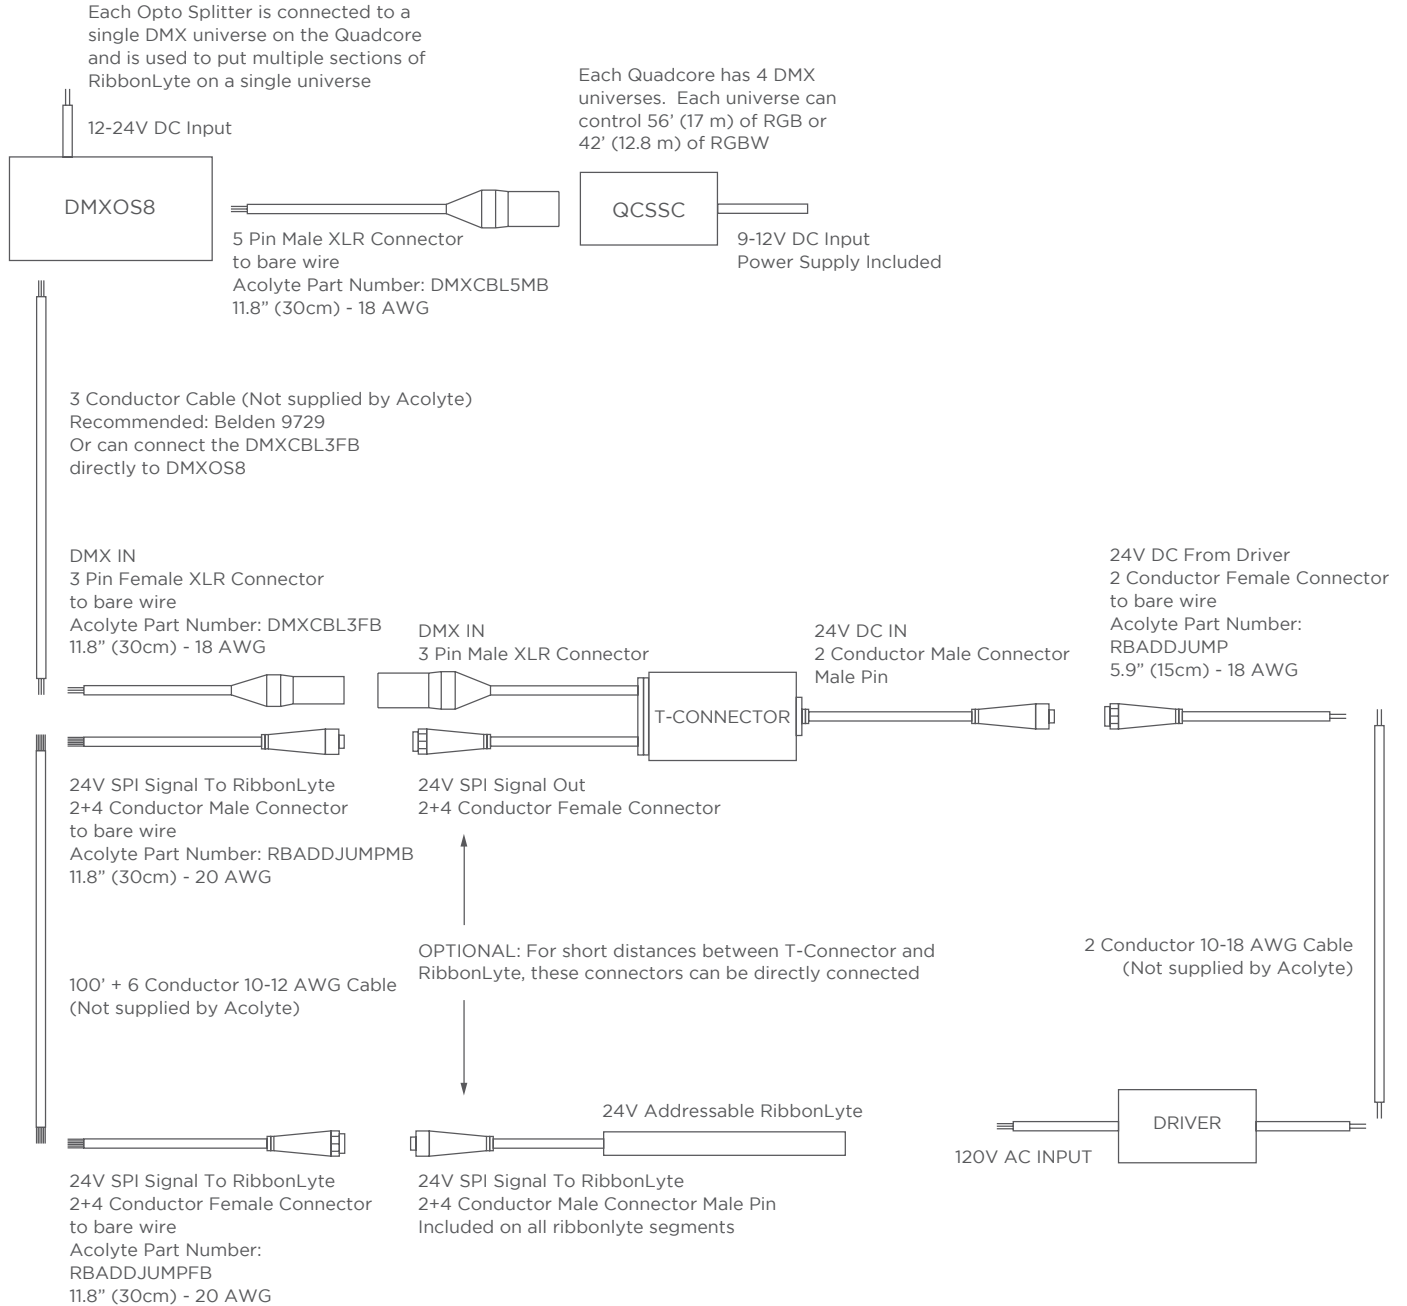 Each Opto Splitter is connected to a
single DMX universe on the Quadcore
and is used to put multiple sections of
RibbonLyte on a single universe
12-24V DC Input
DMXOS8
5 Pin Male XLR Connector
to bare wire
Acolyte Part Number: DMXCBL5MB
11.8” (30cm) - 18 AWG
Each Quadcore has 4 DMX
universes.  Each universe can
control 56’ (17 m) of RGB or
42’ (12.8 m) of RGBW
QCSSC
9-12V DC Input
Power Supply Included
3 Conductor Cable (Not supplied by Acolyte)
Recommended: Belden 9729
Or can connect the DMXCBL3FB
directly to DMXOS8
DMX IN
3 Pin Female XLR Connector
to bare wire
Acolyte Part Number: DMXCBL3FB
11.8” (30cm) - 18 AWG
DMX IN
3 Pin Male XLR Connector
T-CONNECTOR
24V DC IN
2 Conductor Male Connector
Male Pin
24V DC From Driver
2 Conductor Female Connector
to bare wire
Acolyte Part Number:
RBADDJUMP
5.9” (15cm) - 18 AWG
24V SPI Signal To RibbonLyte
2+4 Conductor Male Connector
to bare wire
Acolyte Part Number: RBADDJUMPMB
11.8” (30cm) - 20 AWG
24V SPI Signal Out
2+4 Conductor Female Connector
OPTIONAL: For short distances between T-Connector and
RibbonLyte, these connectors can be directly connected
2 Conductor 10-18 AWG Cable
(Not supplied by Acolyte)
100’ + 6 Conductor 10-12 AWG Cable
(Not supplied by Acolyte)
24V Addressable RibbonLyte
DRIVER
120V AC INPUT
24V SPI Signal To RibbonLyte
2+4 Conductor Female Connector
to bare wire
Acolyte Part Number:
RBADDJUMPFB
11.8” (30cm) - 20 AWG
24V SPI Signal To RibbonLyte
2+4 Conductor Male Connector Male Pin
Included on all ribbonlyte segments